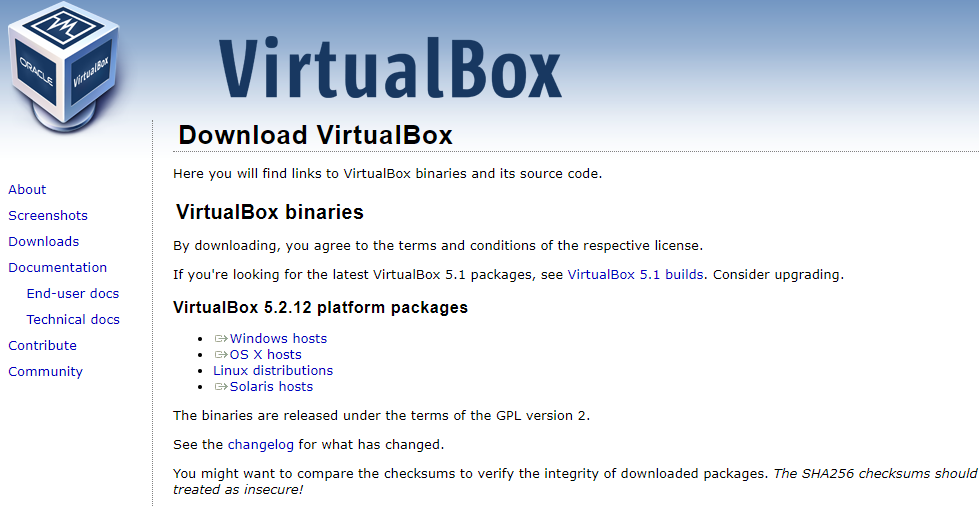 ORACLE
VirtualBox
VirtualBox
Download VirtualBox
Here you will find links to VirtualBox binaries and its source code.
About
Screenshots
Downloads
Documentation
End-user docs
Technical docs
Contribute
Community
VirtualBox binaries
By downloading, you agree to the terms and conditions of the respective license.
If you're looking for the latest VirtualBox 5.1 packages, see VirtualBox 5.1 builds. Consider upgrading.
VirtualBox 5.2.12 platform packages
Windows hosts
OS X hosts
Linux distributions
Solaris hosts
The binaries are released under the terms of the GPL version 2.
See the changelog for what has changed.
You might want to compare the checksums to verify the integrity of downloaded packages. The SHA256 checksums should
treated as insecure!